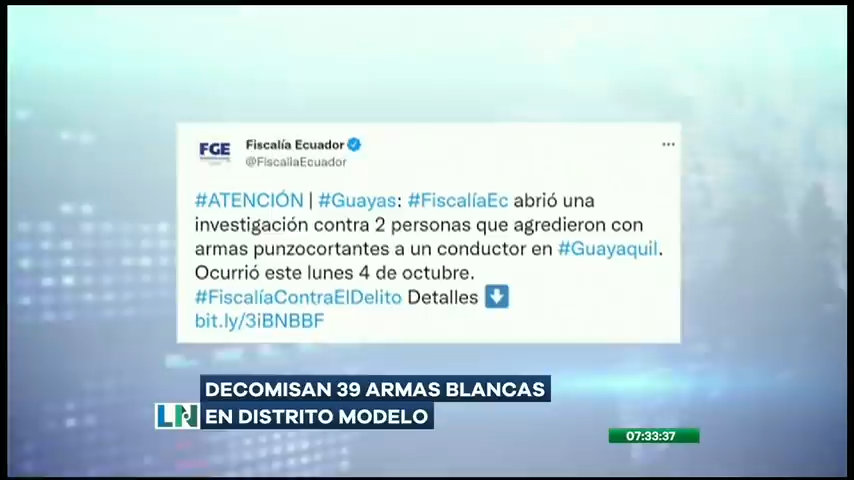 FGE
Fiscalía Ecuador
@FiscaliaEcuador
#ATENCIÓN | #Guayas: #FiscalíaEc abrió una
investigación contra 2 personas que agredieron con
armas punzocortantes a un conductor en #Guayaquil.
Ocurrió este lunes 4 de octubre.
#FiscalíaContraElDelito Detalles ⬇
bit.ly/3iBNBBF
DECOMISAN 39 ARMAS BLANCAS
LN EN DISTRITO MODELO
07:33:37